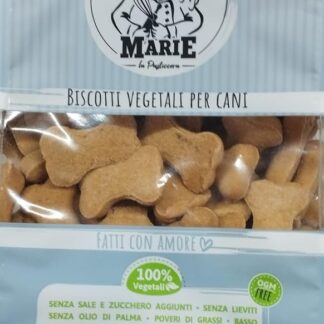 MARIE
la Pasticcera
BISCOTTI VEGETALI PER CANI
FATTI CON AMORE
100%
Vegetali
OGM
FREE
SENZA SALE E ZUCCHERO AGGIUNTI - SENZA LIEVITI
SENZA OLIO DI PALMA - POVERI DI GRASSI - BASSO